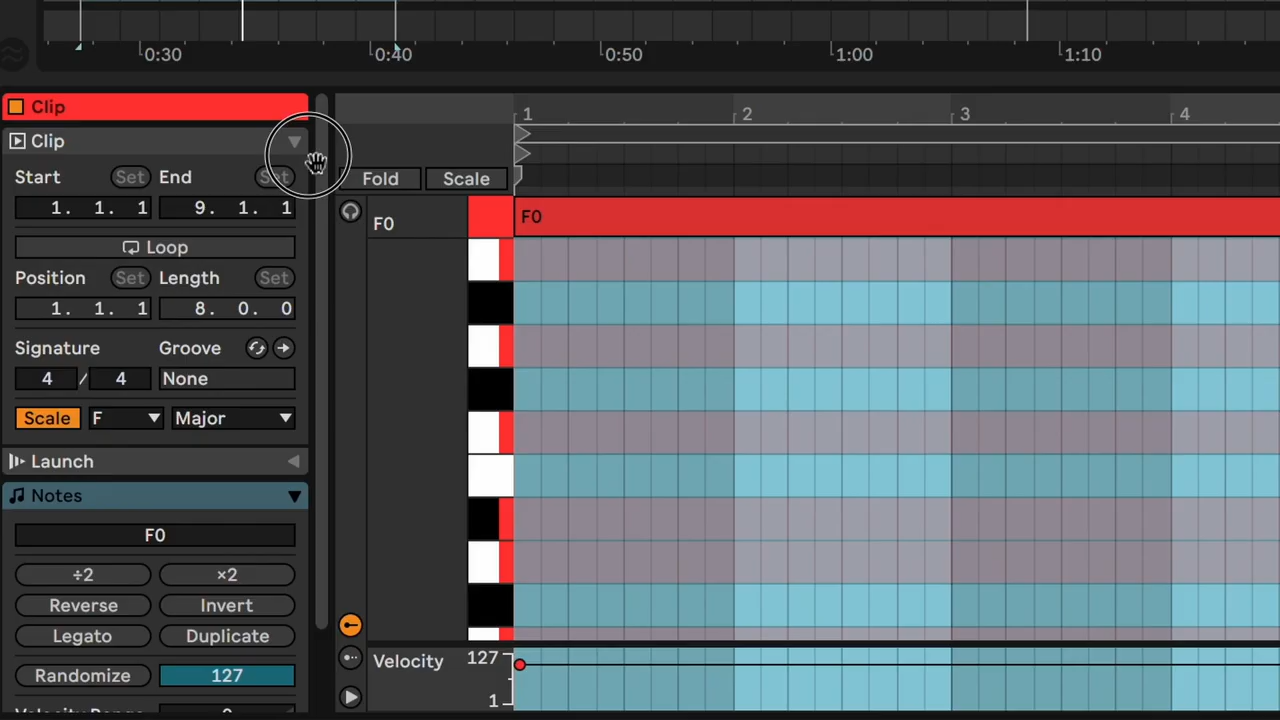 0:30
0:40
0:50
1:00
1:10
Clip
Clip
Start Set End Set
1. 1. 1 9. 1. 1
Loop
Position Set Length Set
1. 1. 1 8. 0. 0
Signature Groove
4 / 4 None
Scale F Major
Launch
Notes
F0
÷2 ×2
Reverse Invert
Legato Duplicate
Randomize 127
1 2 3 4
Fold Scale
F0 F0
Velocity 127
1